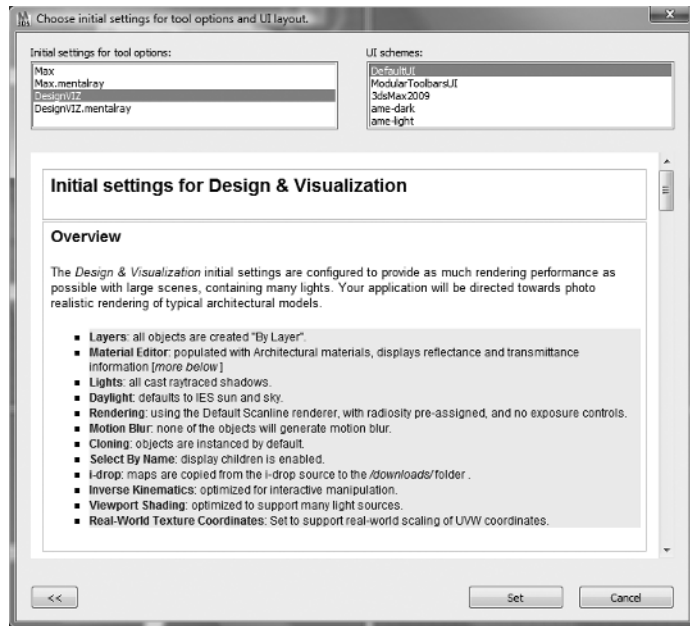 Choose initial settings for tool options and UI layout.
Initial settings for tool options:
Max
Max.mentalray
DesignVIZ
DesignVIZ.mentalray
UI schemes:
DefaultUI
ModularToolbarsUI
3dsMax2009
ame-dark
ame-light
Initial settings for Design & Visualization
Overview
The Design & Visualization initial settings are configured to provide as much rendering performance as
possible with large scenes, containing many lights. Your application will be directed towards photo
realistic rendering of typical architectural models.
▪ Layers: all objects are created "By Layer".
▪ Material Editor: populated with Architectural materials, displays reflectance and transmittance
information [more below ]
▪ Lights: all cast raytraced shadows.
▪ Daylight: defaults to IES sun and sky.
▪ Rendering: using the Default Scanline renderer, with radiosity pre-assigned, and no exposure controls.
▪ Motion Blur: none of the objects will generate motion blur.
▪ Cloning: objects are instanced by default.
▪ Select By Name: display children is enabled.
▪ i-drop: maps are copied from the i-drop source to the /downloads/ folder .
▪ Inverse Kinematics: optimized for interactive manipulation.
▪ Viewport Shading: optimized to support many light sources.
▪ Real-World Texture Coordinates: Set to support real-world scaling of UVW coordinates.
<< Set Cancel